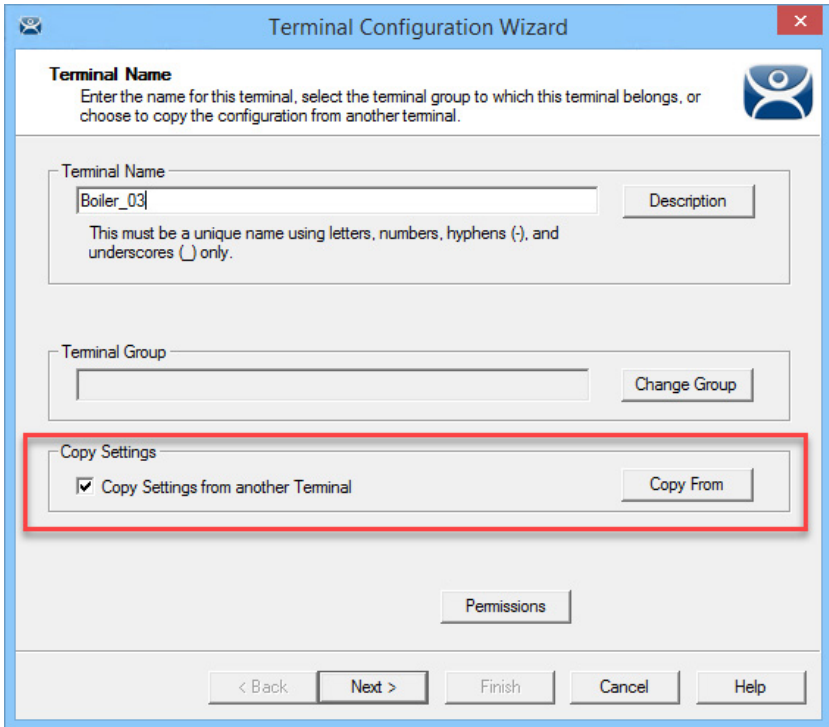 Terminal Configuration Wizard
Terminal Name
Enter the name for this terminal, select the terminal group to which this terminal belongs, or
choose to copy the configuration from another terminal.
Terminal Name
Boiler_03
Description
This must be a unique name using letters, numbers, hyphens (-), and
underscores (_) only.
Terminal Group
Change Group
Copy Settings
Copy Settings from another Terminal
Copy From
Permissions
< Back
Next >
Finish
Cancel
Help